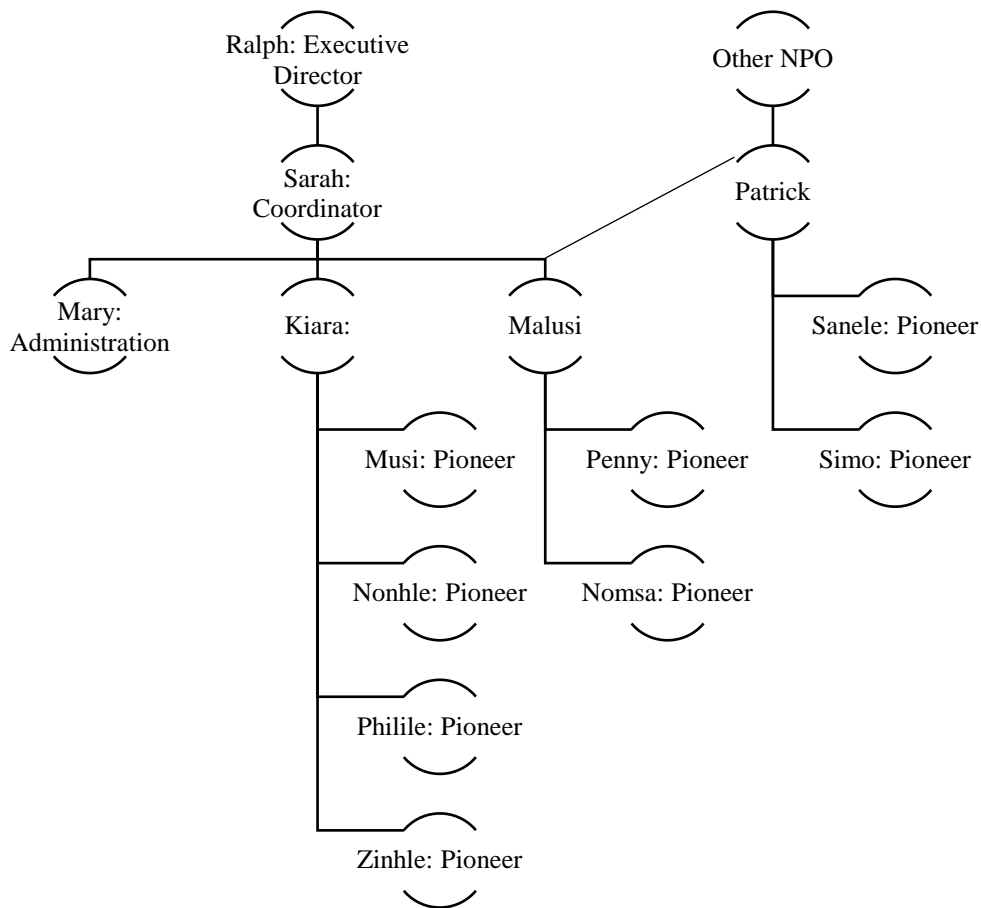 Ralph: Executive
Director
Other NPO
Sarah:
Coordinator
Patrick
Mary:
Administration
Kiara:
Malusi
Sanele: Pioneer
Musi: Pioneer
Penny: Pioneer
Simo: Pioneer
Nonhle: Pioneer
Nomsa: Pioneer
Philile: Pioneer
Zinhle: Pioneer